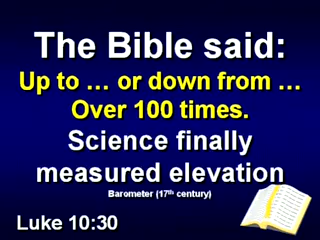 The Bible said:
Up to … or down from …
Over 100 times.
Science finally
measured elevation
Barometer (17th century)
Luke 10:30